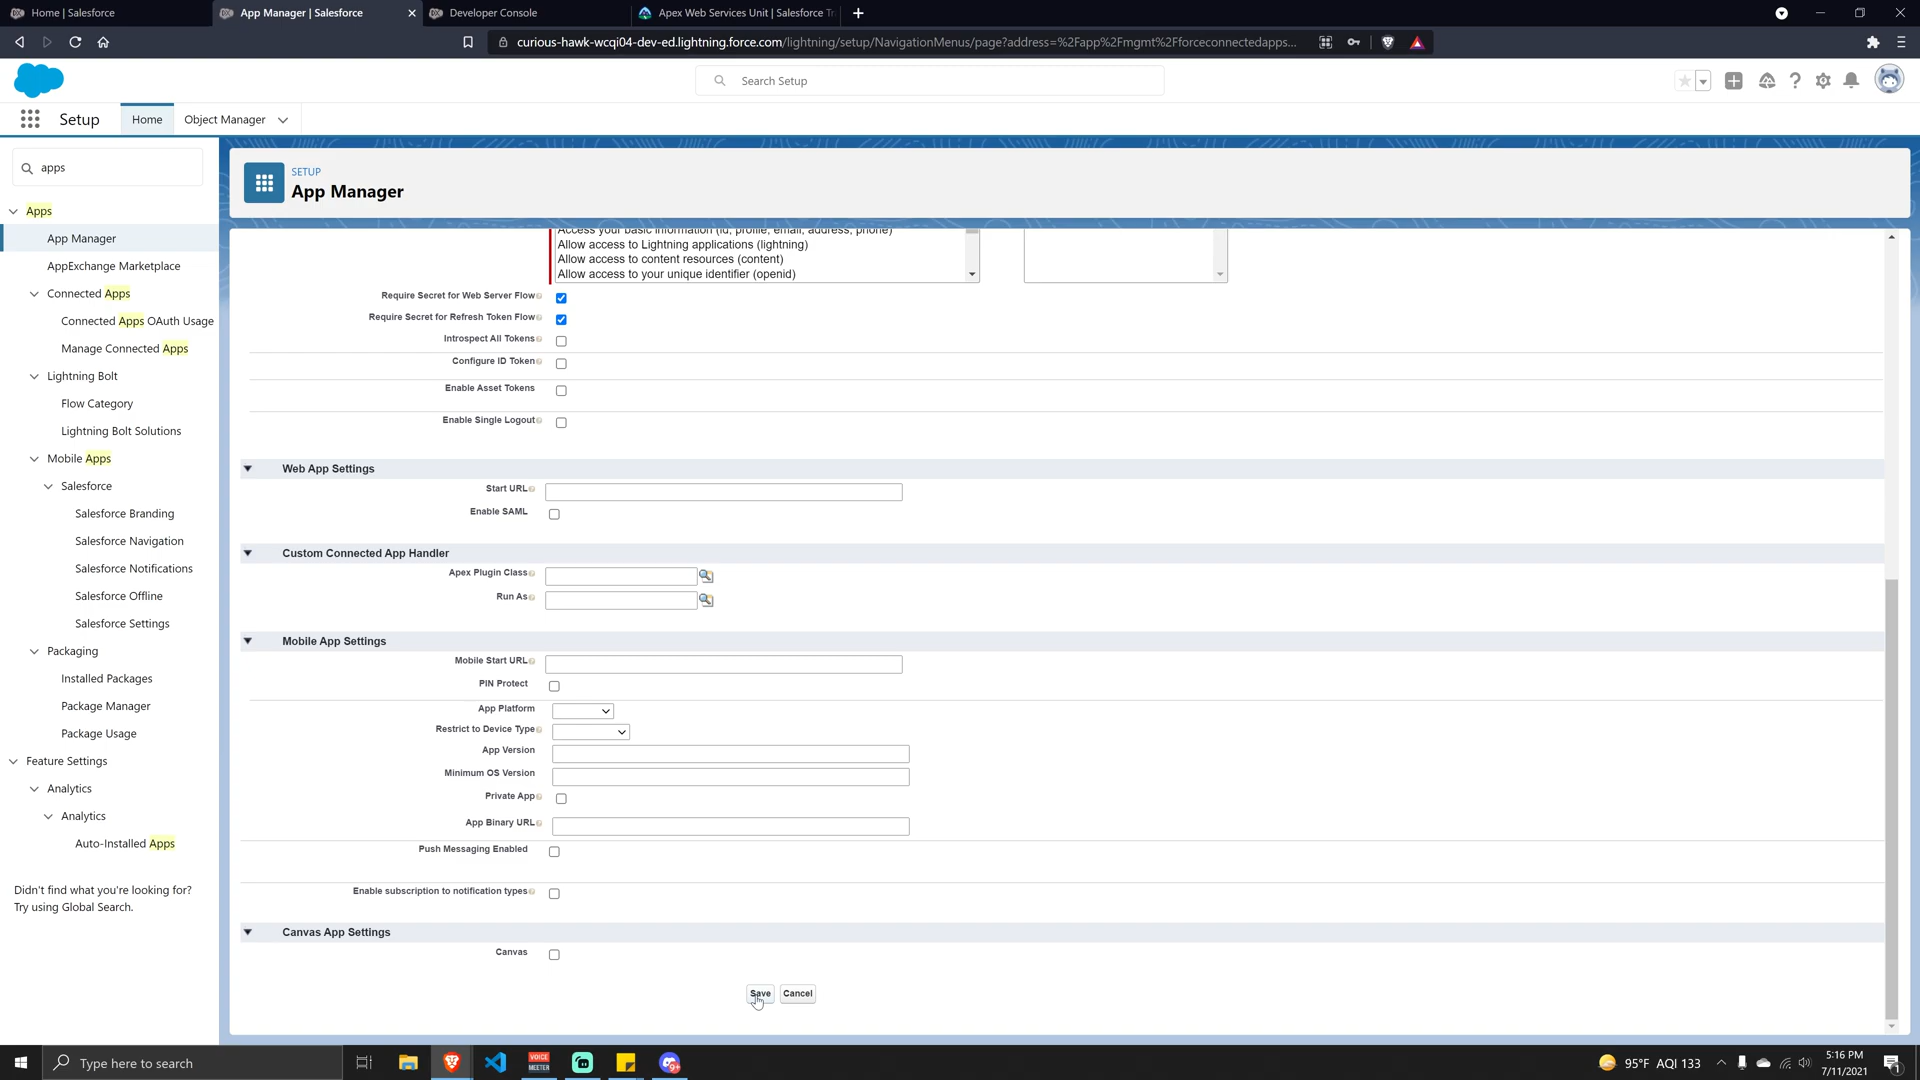 Home | Salesforce
App Manager | Salesforce
Developer Console
Apex Web Services Unit | Salesforce Tr
curious-hawk-wcqi04-dev-ed.lightning.force.com/lightning/setup/NavigationMenus/page?address=%2Fapp%2Fmgmt%2Fforceconnectedapps...
Search Setup
Setup
Home
Object Manager
apps
SETUP
App Manager
Apps
App Manager
AppExchange Marketplace
Connected Apps
Connected Apps OAuth Usage
Manage Connected Apps
Lightning Bolt
Flow Category
Lightning Bolt Solutions
Mobile Apps
Salesforce
Salesforce Branding
Salesforce Navigation
Salesforce Notifications
Salesforce Offline
Salesforce Settings
Packaging
Installed Packages
Package Manager
Package Usage
Feature Settings
Analytics
Analytics
Auto-Installed Apps
Didn't find what you're looking for?
Try using Global Search.
Access your basic information (id, profile, email, address, phone)
Allow access to Lightning applications (lightning)
Allow access to content resources (content)
Allow access to your unique identifier (openid)
Require Secret for Web Server Flow
Require Secret for Refresh Token Flow
Introspect All Tokens
Configure ID Token
Enable Asset Tokens
Enable Single Logout
Web App Settings
Start URL
Enable SAML
Custom Connected App Handler
Apex Plugin Class
Run As
Mobile App Settings
Mobile Start URL
PIN Protect
App Platform
Restrict to Device Type
App Version
Minimum OS Version
Private App
App Binary URL
Push Messaging Enabled
Enable subscription to notification types
Canvas App Settings
Canvas
Save
Cancel
Type here to search
VOICE
MEETER
9+
95°F AQI 133
5:16 PM
7/11/2021
1